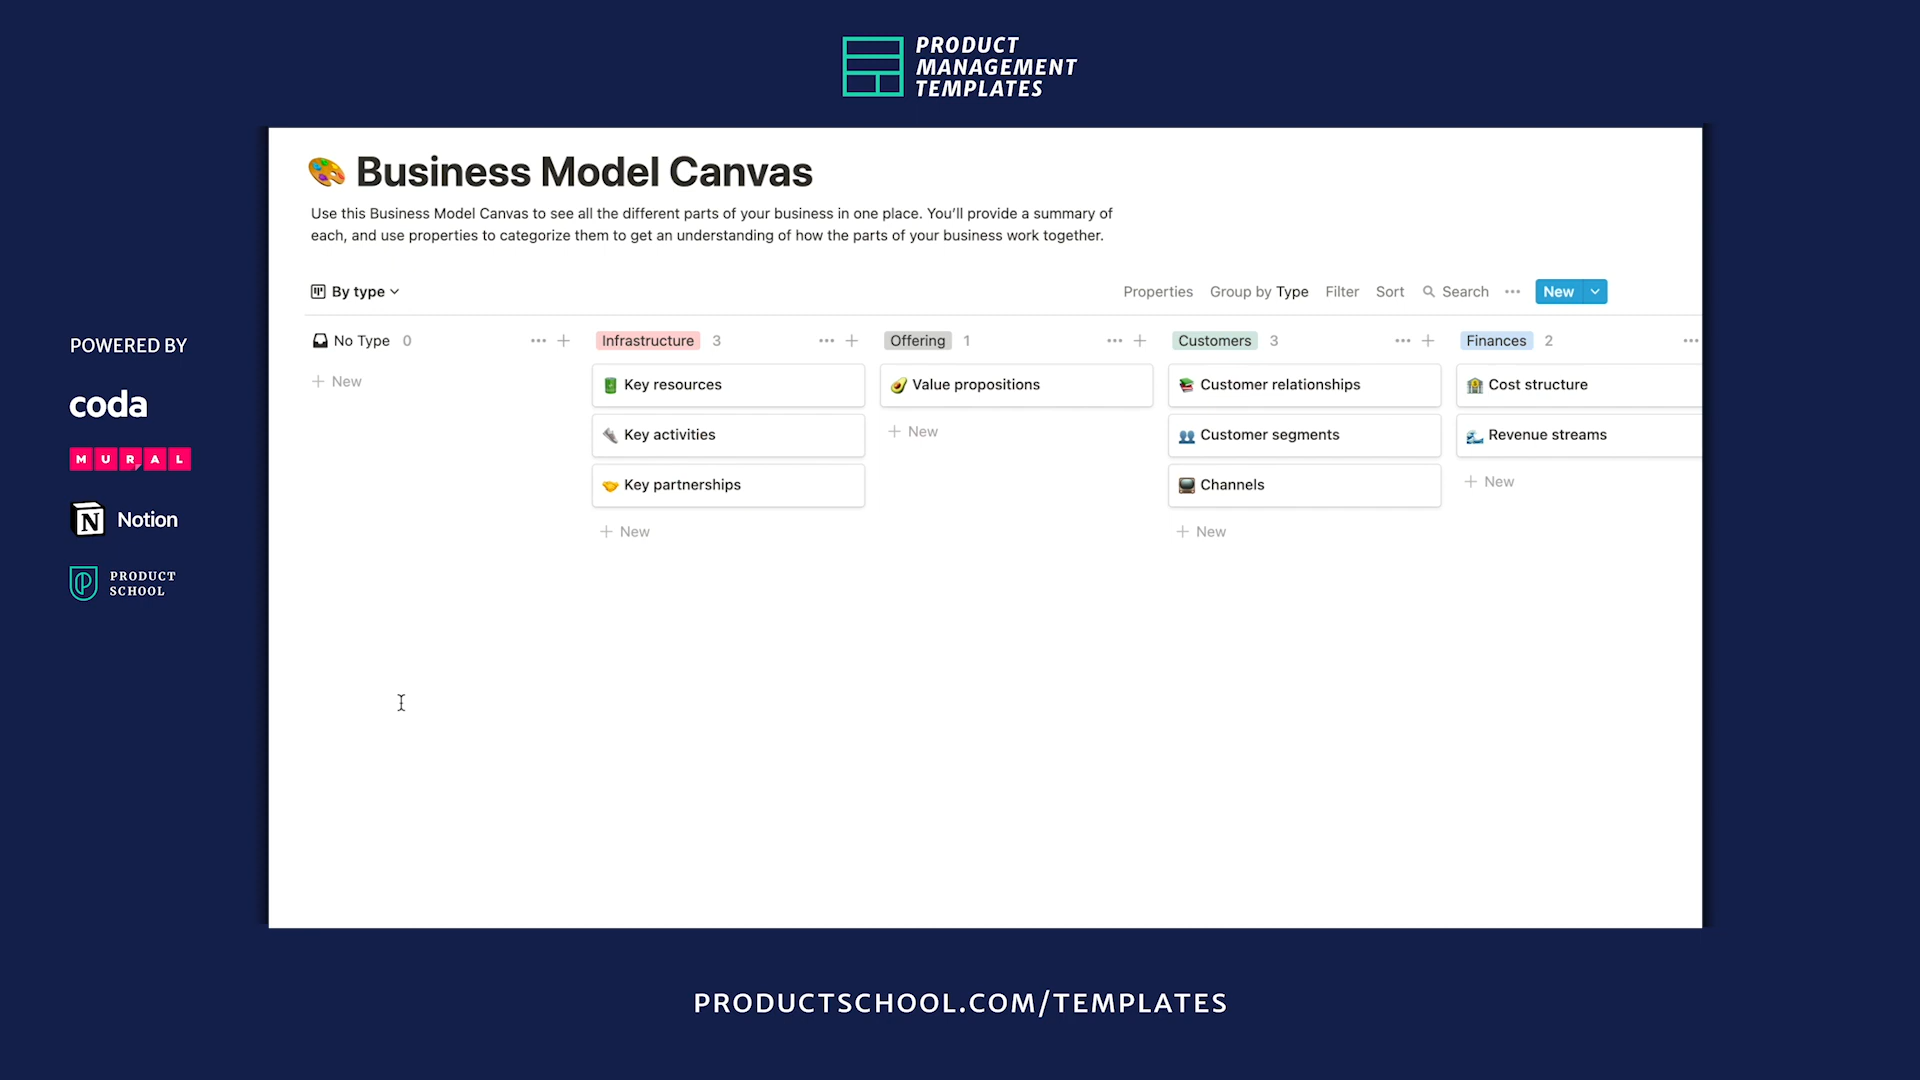 PRODUCT
MANAGEMENT
TEMPLATES
Business Model Canvas
Use this Business Model Canvas to see all the different parts of your business in one place. You'll provide a summary of
each, and use properties to categorize them to get an understanding of how the parts of your business work together.
By type
Properties Group by Type Filter Sort Search New
No Type 0
New
Infrastructure 3
Key resources
Key activities
Key partnerships
New
Offering 1
Value propositions
New
Customers 3
Customer relationships
Customer segments
Channels
New
Finances 2
Cost structure
Revenue streams
New
POWERED BY
coda
MURAL
Notion
PRODUCT
SCHOOL
PRODUCTSCHOOL.COM/TEMPLATES